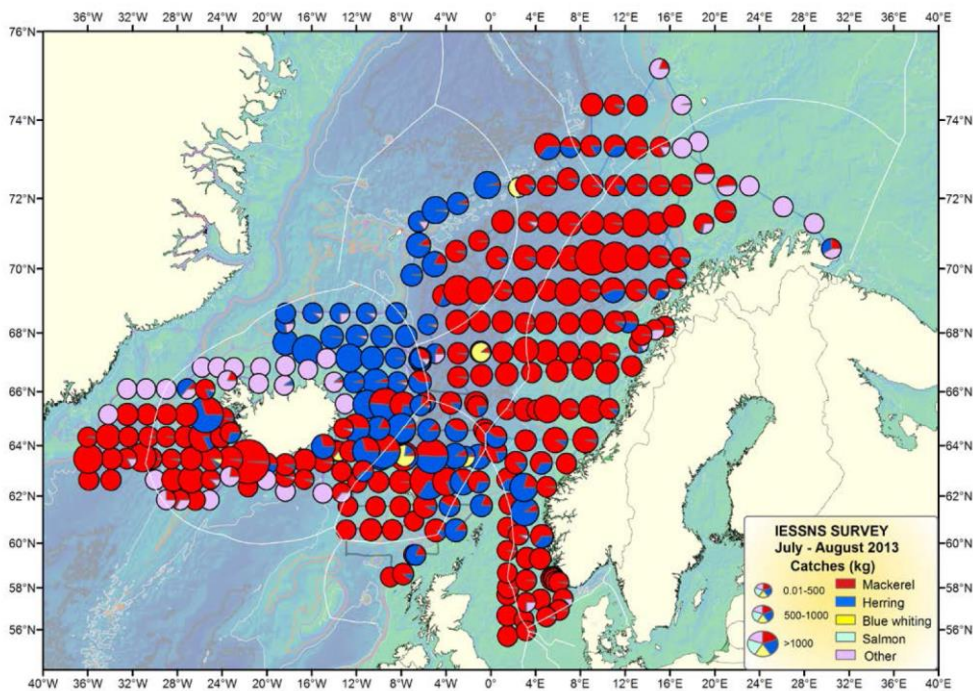 40°W 36°W 32°W 28°W 24°W 20°W 16°W 12°W 8°W 4°W 0° 4°E 8°E 12°E 16°E 20°E 24°E 28°E 32°E 36°E 40°E
76°N
74°N 74°N
72°N 72°N
70°N 70°N
68°N 68°N
66°N 66°N
64°N 64°N
62°N 62°N
60°N 60°N
58°N 58°N
56°N 56°N
IESSNS SURVEY
July - August 2013
Catches (kg)
0.01-500
500-1000
>1000
Mackerel
Herring
Blue whiting
Salmon
Other
40°W 36°W 32°W 28°W 24°W 20°W 16°W 12°W 8°W 4°W 0° 4°E 8°E 12°E 16°E 20°E 24°E 28°E 32°E 36°E 40°E